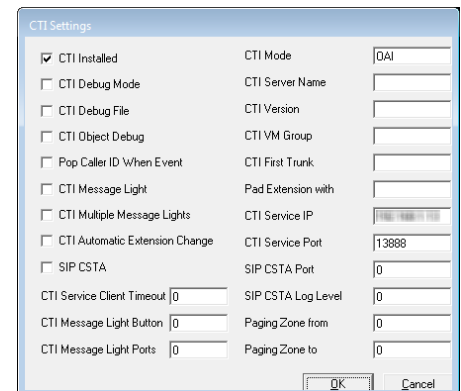 CTI Settings
CTI Installed
CTI Mode OAI
CTI Debug Mode
CTI Server Name
CTI Debug File
CTI Version
CTI Object Debug
CTI VM Group
Pop Caller ID When Event
CTI First Trunk
CTI Message Light
Pad Extension with
CTI Multiple Message Lights
CTI Service IP
CTI Automatic Extension Change
CTI Service Port 13888
SIP CSTA
SIP CSTA Port 0
CTI Service Client Timeout 0
SIP CSTA Log Level 0
CTI Message Light Button 0
Paging Zone from 0
CTI Message Light Ports 0
Paging Zone to 0
OK Cancel